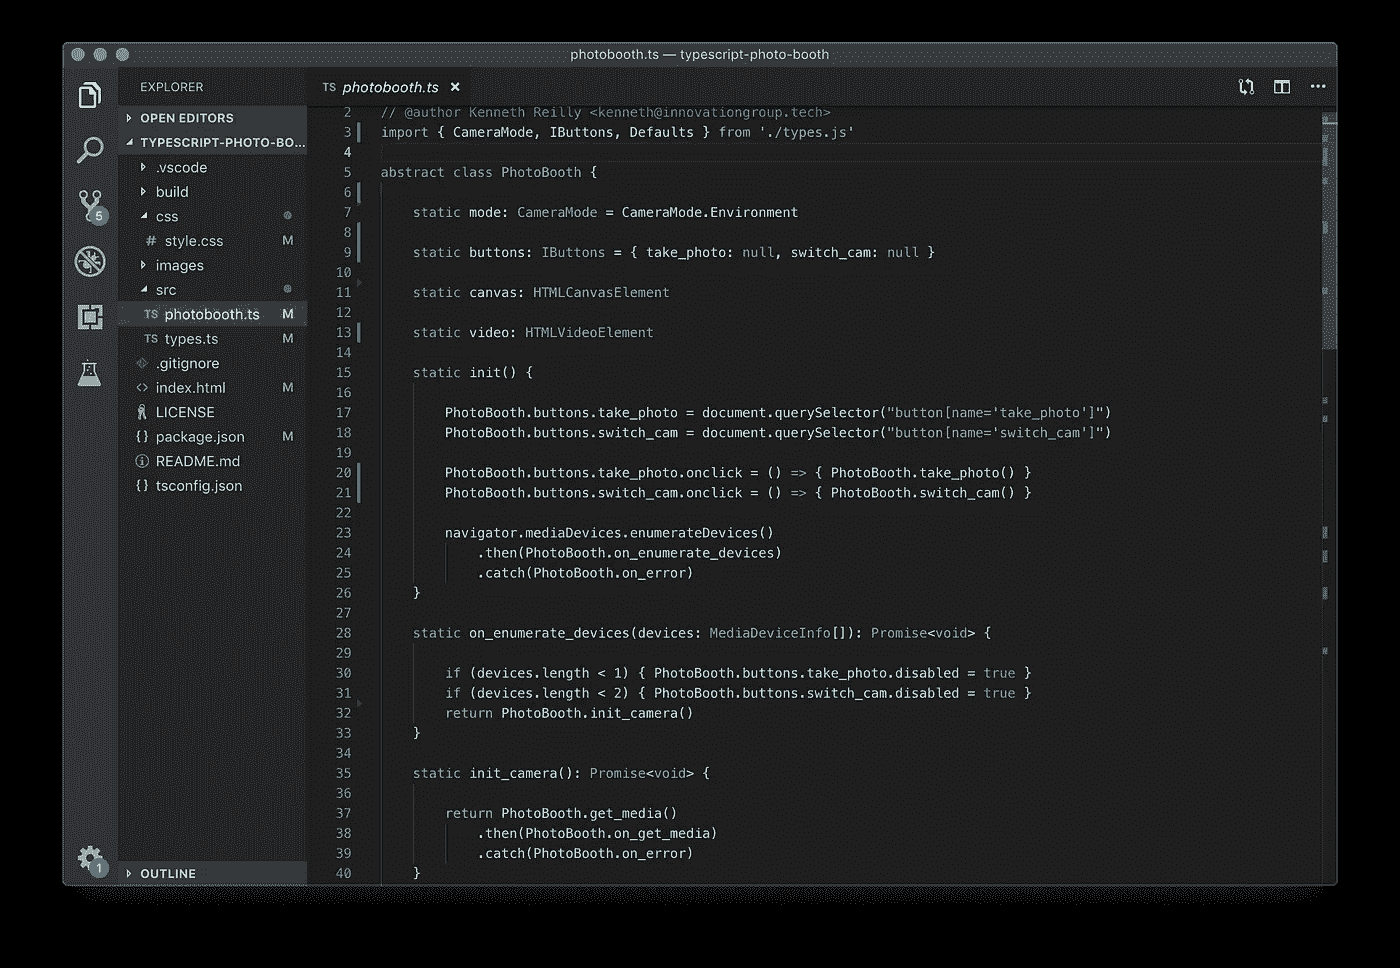 photobooth.ts — typescript-photo-booth
EXPLORER
OPEN EDITORS
TYPESCRIPT-PHOTO-BO...
.vscode
build
css
# style.css M
images
src
TS photobooth.ts M
TS types.ts M
.gitignore
<> index.html M
LICENSE
{} package.json M
README.md
{} tsconfig.json
OUTLINE
5
1
TS photobooth.ts ×
2 // @author Kenneth Reilly <kenneth@innovationgroup.tech>
3 import { CameraMode, IButtons, Defaults } from './types.js'
4
5 abstract class PhotoBooth {
6
7 static mode: CameraMode = CameraMode.Environment
8
9 static buttons: IButtons = { take_photo: null, switch_cam: null }
10
11 static canvas: HTMLCanvasElement
12
13 static video: HTMLVideoElement
14
15 static init() {
16
17 PhotoBooth.buttons.take_photo = document.querySelector("button[name='take_photo']")
18 PhotoBooth.buttons.switch_cam = document.querySelector("button[name='switch_cam']")
19
20 PhotoBooth.buttons.take_photo.onclick = () => { PhotoBooth.take_photo() }
21 PhotoBooth.buttons.switch_cam.onclick = () => { PhotoBooth.switch_cam() }
22
23 navigator.mediaDevices.enumerateDevices()
24 .then(PhotoBooth.on_enumerate_devices)
25 .catch(PhotoBooth.on_error)
26 }
27
28 static on_enumerate_devices(devices: MediaDeviceInfo[]): Promise<void> {
29
30 if (devices.length < 1) { PhotoBooth.buttons.take_photo.disabled = true }
31 if (devices.length < 2) { PhotoBooth.buttons.switch_cam.disabled = true }
32 return PhotoBooth.init_camera()
33 }
34
35 static init_camera(): Promise<void> {
36
37 return PhotoBooth.get_media()
38 .then(PhotoBooth.on_get_media)
39 .catch(PhotoBooth.on_error)
40 }